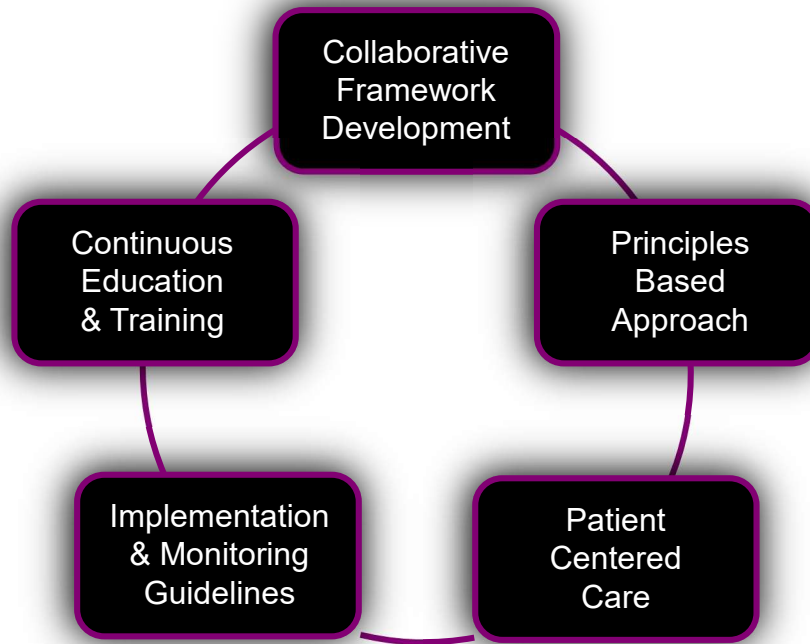 Collaborative
Framework
Development
Principles
Based
Approach
Patient
Centered
Care
Implementation
& Monitoring
Guidelines
Continuous
Education
& Training